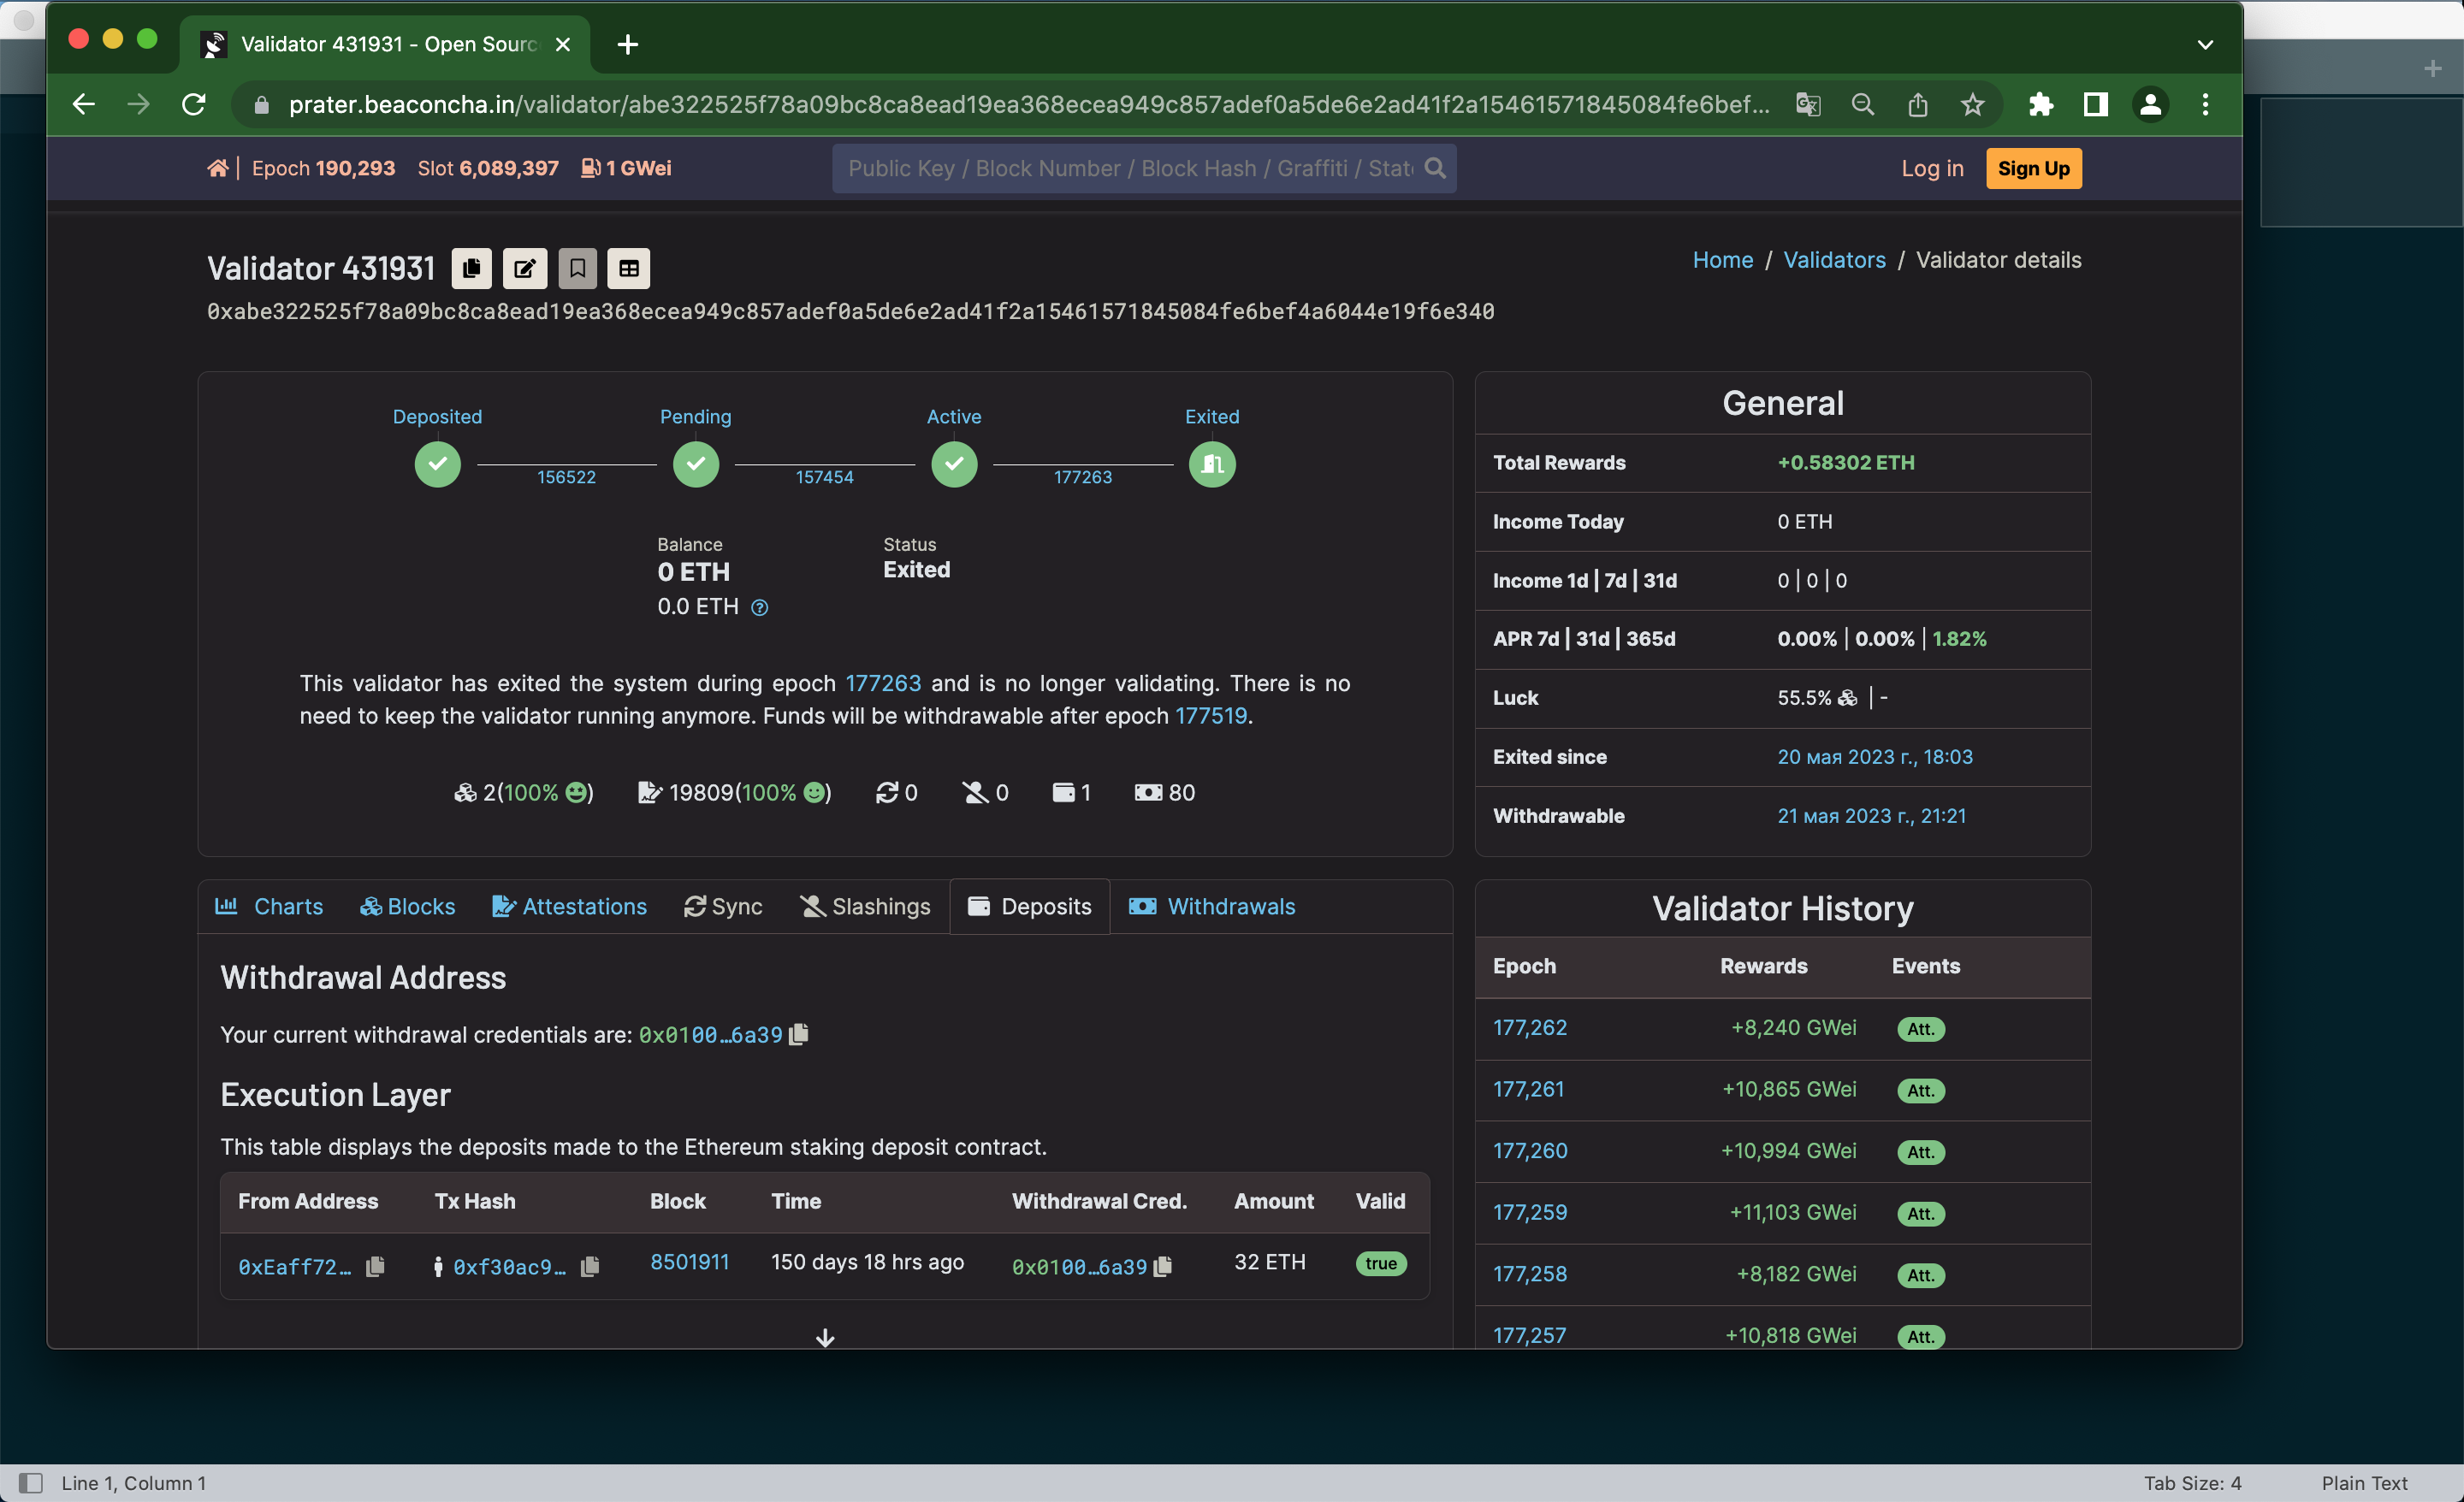 Validator 431931 - Open Sourc
prater.beaconcha.in/validator/abe322525f78a09bc8ca8ead19ea368ecea949c857adef0a5de6e2ad41f2a15461571845084fe6bef...
Epoch 190,293 Slot 6,089,397 1 GWei
Public Key / Block Number / Block Hash / Graffiti / Stat
Log in
Sign Up
Validator 431931
Home / Validators / Validator details
0xabe322525f78a09bc8ca8ead19ea368ecea949c857adef0a5de6e2ad41f2a15461571845084fe6bef4a6044e19f6e340
Deposited Pending Active Exited
156522 157454 177263
Balance
0 ETH
0.0 ETH
Status
Exited
This validator has exited the system during epoch 177263 and is no longer validating. There is no
need to keep the validator running anymore. Funds will be withdrawable after epoch 177519.
2(100% ) 19809(100% ) 0 0 1 80
General
Total Rewards +0.58302 ETH
Income Today 0 ETH
Income 1d | 7d | 31d 0 | 0 | 0
APR 7d | 31d | 365d 0.00% | 0.00% | 1.82%
Luck 55.5% | -
Exited since 20 мая 2023 г., 18:03
Withdrawable 21 мая 2023 г., 21:21
Charts Blocks Attestations Sync Slashings Deposits Withdrawals
Withdrawal Address
Your current withdrawal credentials are: 0x0100…6a39
Execution Layer
This table displays the deposits made to the Ethereum staking deposit contract.
From Address Tx Hash Block Time Withdrawal Cred. Amount Valid
0xEaff72… 0xf30ac9… 8501911 150 days 18 hrs ago 0x0100…6a39 32 ETH true
Validator History
Epoch Rewards Events
177,262 +8,240 GWei Att.
177,261 +10,865 GWei Att.
177,260 +10,994 GWei Att.
177,259 +11,103 GWei Att.
177,258 +8,182 GWei Att.
177,257 +10,818 GWei Att.
Line 1, Column 1
Tab Size: 4
Plain Text